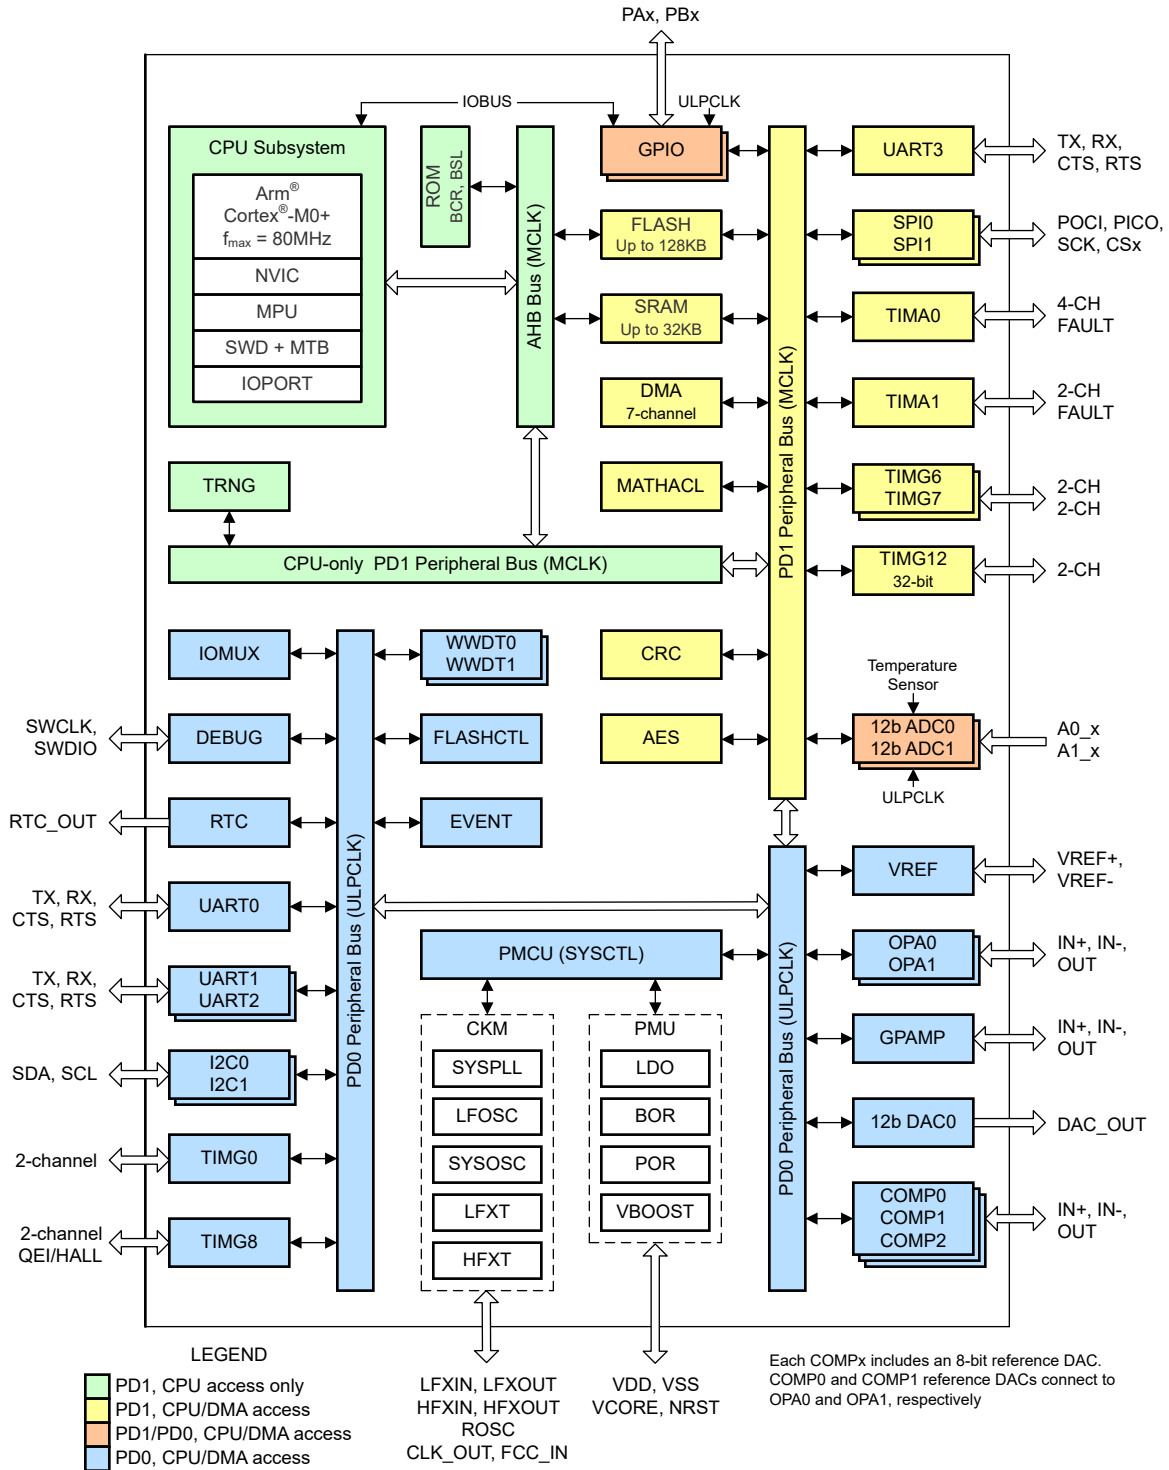 PAx, PBx
IOBUS
ULPCLK
CPU Subsystem
Arm®
Cortex®-M0+
fmax = 80MHz
NVIC
MPU
SWD + MTB
IOPORT
ROM
BCR, BSL
AHB Bus (MCLK)
GPIO
FLASH
Up to 128KB
SRAM
Up to 32KB
DMA
7-channel
MATHACL
PD1 Peripheral Bus (MCLK)
UART3
TX, RX,
CTS, RTS
SPI0
SPI1
POCI, PICO,
SCK, CSx
TIMA0
4-CH
FAULT
TIMA1
2-CH
FAULT
TIMG6
TIMG7
2-CH
2-CH
TIMG12
32-bit
2-CH
TRNG
CPU-only PD1 Peripheral Bus (MCLK)
CRC
AES
Temperature
Sensor
12b ADC0
12b ADC1
ULPCLK
A0_x
A1_x
IOMUX
SWCLK,
SWDIO
DEBUG
RTC_OUT
RTC
TX, RX,
CTS, RTS
UART0
TX, RX,
CTS, RTS
UART1
UART2
SDA, SCL
I2C0
I2C1
2-channel
TIMG0
2-channel
QEI/HALL
TIMG8
PD0 Peripheral Bus (ULPCLK)
WWDT0
WWDT1
FLASHCTL
EVENT
PMCU (SYSCTL)
CKM
SYSPLL
LFOSC
SYSOSC
LFXT
HFXT
PMU
LDO
BOR
POR
VBOOST
PD0 Peripheral Bus (ULPCLK)
VREF
VREF+,
VREF-
OPA0
OPA1
IN+, IN-,
OUT
GPAMP
IN+, IN-,
OUT
12b DAC0
DAC_OUT
COMP0
COMP1
COMP2
IN+, IN-,
OUT
LEGEND
PD1, CPU access only
PD1, CPU/DMA access
PD1/PD0, CPU/DMA access
PD0, CPU/DMA access
LFXIN, LFXOUT
HFXIN, HFXOUT
ROSC
CLK_OUT, FCC_IN
VDD, VSS
VCORE, NRST
Each COMPx includes an 8-bit reference DAC.
COMP0 and COMP1 reference DACs connect to
OPA0 and OPA1, respectively